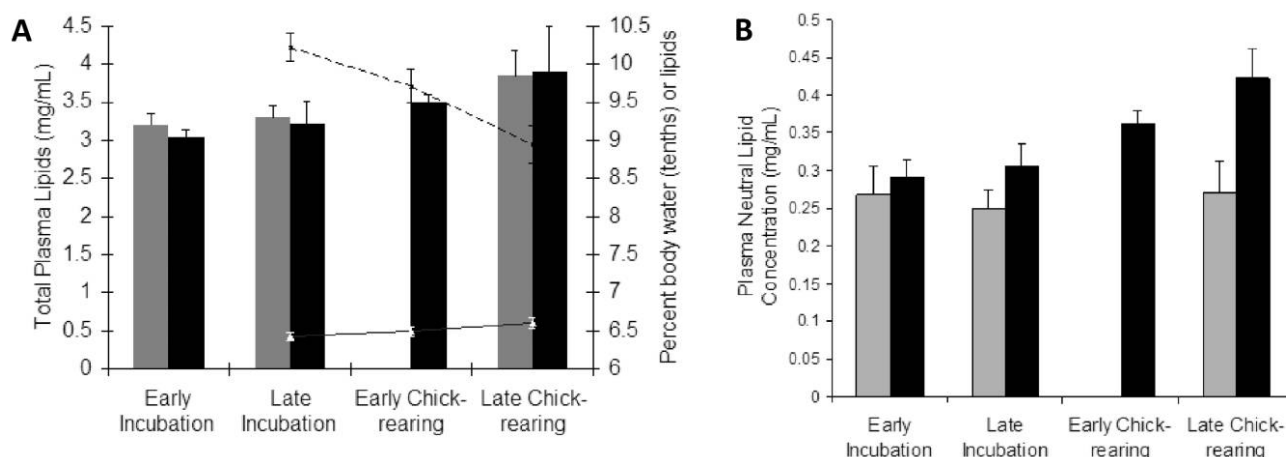 A
Total Plasma Lipids (mg/mL)
4.5
4
3.5
3
2.5
2
1.5
1
0.5
0
10.5
10
9.5
9
8.5
8
7.5
7
6.5
6
Percent body water (tenths) or lipids
Early
Incubation
Late
Incubation
Early Chick-
rearing
Late Chick-
rearing
B
Plasma Neutral Lipid
Concentration (mg/mL)
0.5
0.45
0.4
0.35
0.3
0.25
0.2
0.15
0.1
0.05
0
Early
Incubation
Late
Incubation
Early Chick-
rearing
Late Chick-
rearing